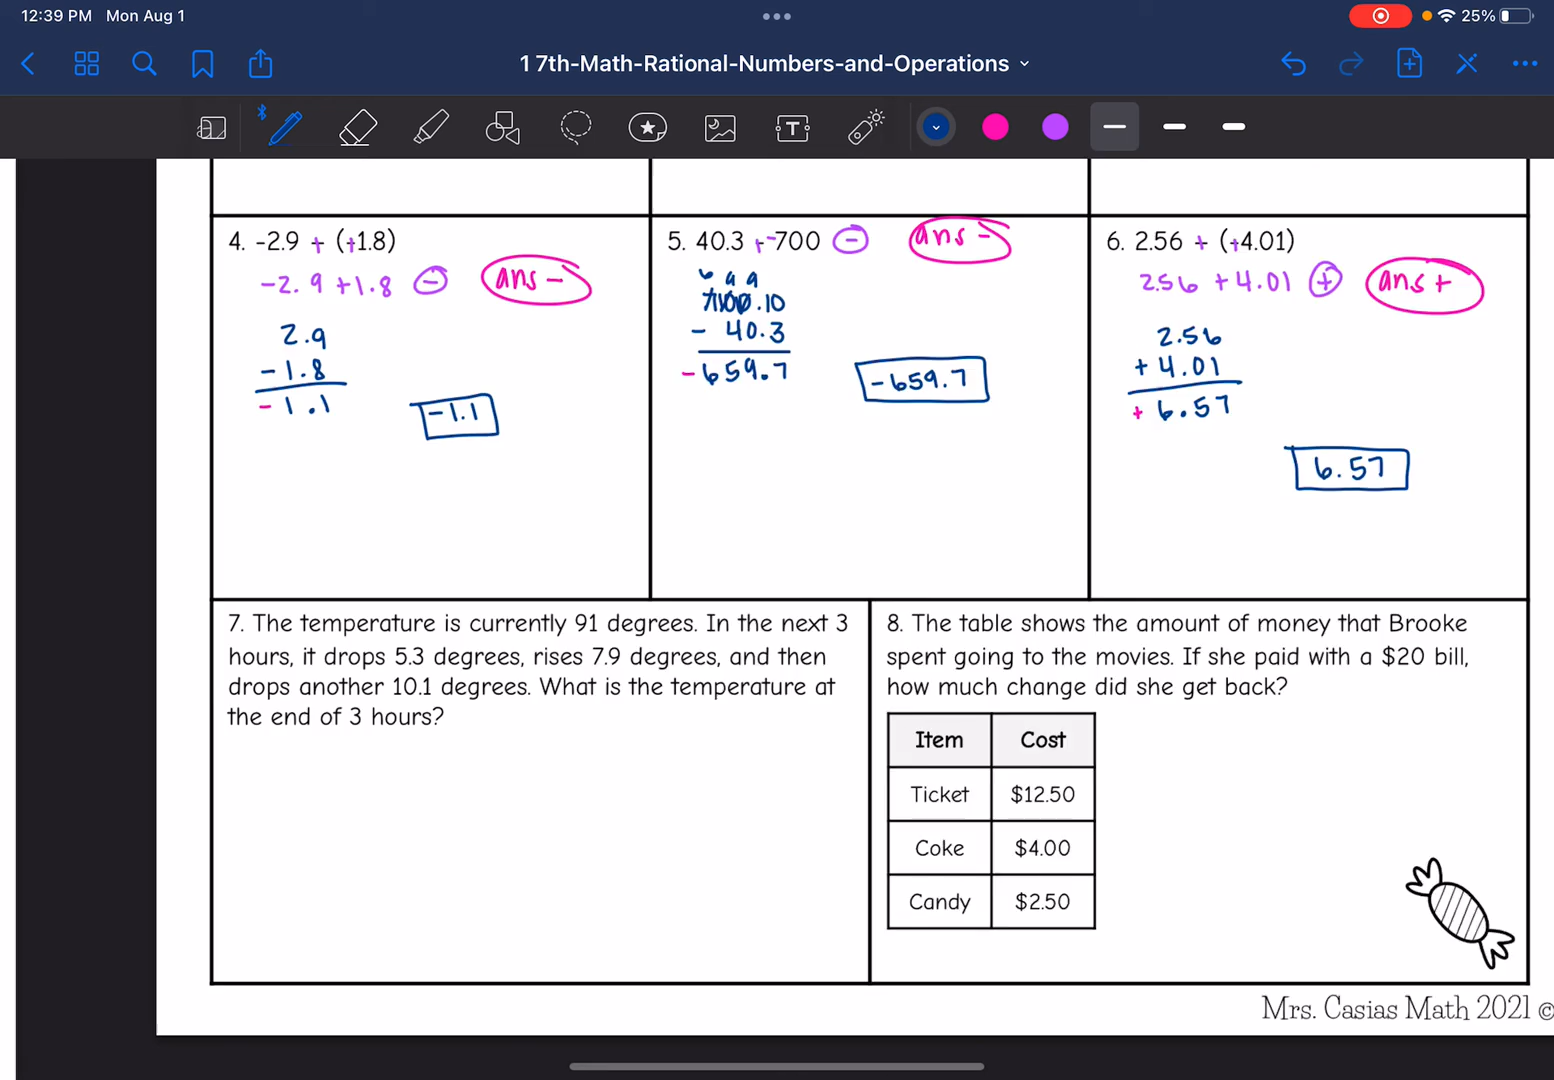 12:39 PM Mon Aug 1
25%
1 7th-Math-Rational-Numbers-and-Operations
4. -2.9 + (+1.8)
-2.9 +1.8 -
ans -
2.9
- 1.8
- 1.1
-1.1
5. 40.3 + -700 -
ans -
6 9 9
700.10
- 40.3
- 659.7
-659.7
6. 2.56 + (+4.01)
2.56 + 4.01 +
ans +
2.56
+ 4.01
+ 6.57
6.57
7. The temperature is currently 91 degrees. In the next 3
hours, it drops 5.3 degrees, rises 7.9 degrees, and then
drops another 10.1 degrees. What is the temperature at
the end of 3 hours?
8. The table shows the amount of money that Brooke
spent going to the movies. If she paid with a $20 bill,
how much change did she get back?
Item Cost
Ticket $12.50
Coke $4.00
Candy $2.50
Mrs. Casias Math 2021 ©